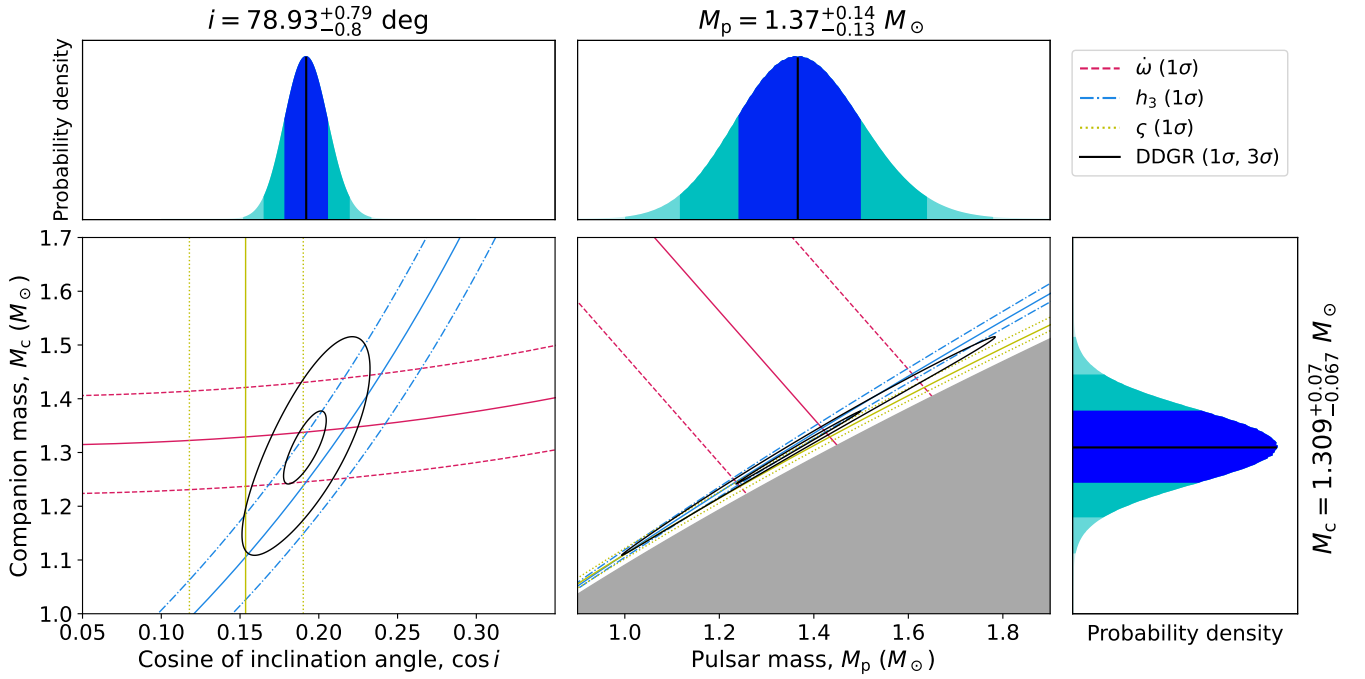 i = 78.93 +0.79 −0.8 deg
M_p = 1.37 +0.14 −0.13 M_⊙
Probability density
ω̇ (1σ)
h₃ (1σ)
ς (1σ)
DDGR (1σ, 3σ)
Companion mass, M_c (M_⊙)
1.7
1.6
1.5
1.4
1.3
1.2
1.1
1.0
0.05 0.10 0.15 0.20 0.25 0.30
Cosine of inclination angle, cos i
1.0 1.2 1.4 1.6 1.8
Pulsar mass, M_p (M_⊙)
Probability density
M_c = 1.309 +0.07 −0.067 M_⊙